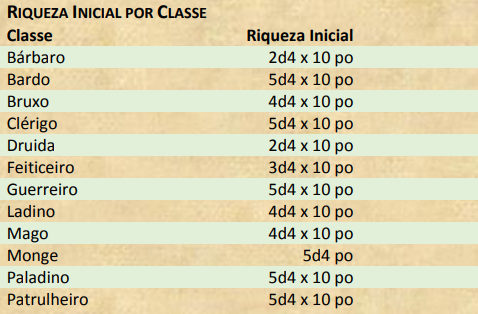 RIQUEZA INICIAL POR CLASSE
Classe Riqueza Inicial
Bárbaro 2d4 x 10 po
Bardo 5d4 x 10 po
Bruxo 4d4 x 10 po
Clérigo 5d4 x 10 po
Druida 2d4 x 10 po
Feiticeiro 3d4 x 10 po
Guerreiro 5d4 x 10 po
Ladino 4d4 x 10 po
Mago 4d4 x 10 po
Monge 5d4 po
Paladino 5d4 x 10 po
Patrulheiro 5d4 x 10 po